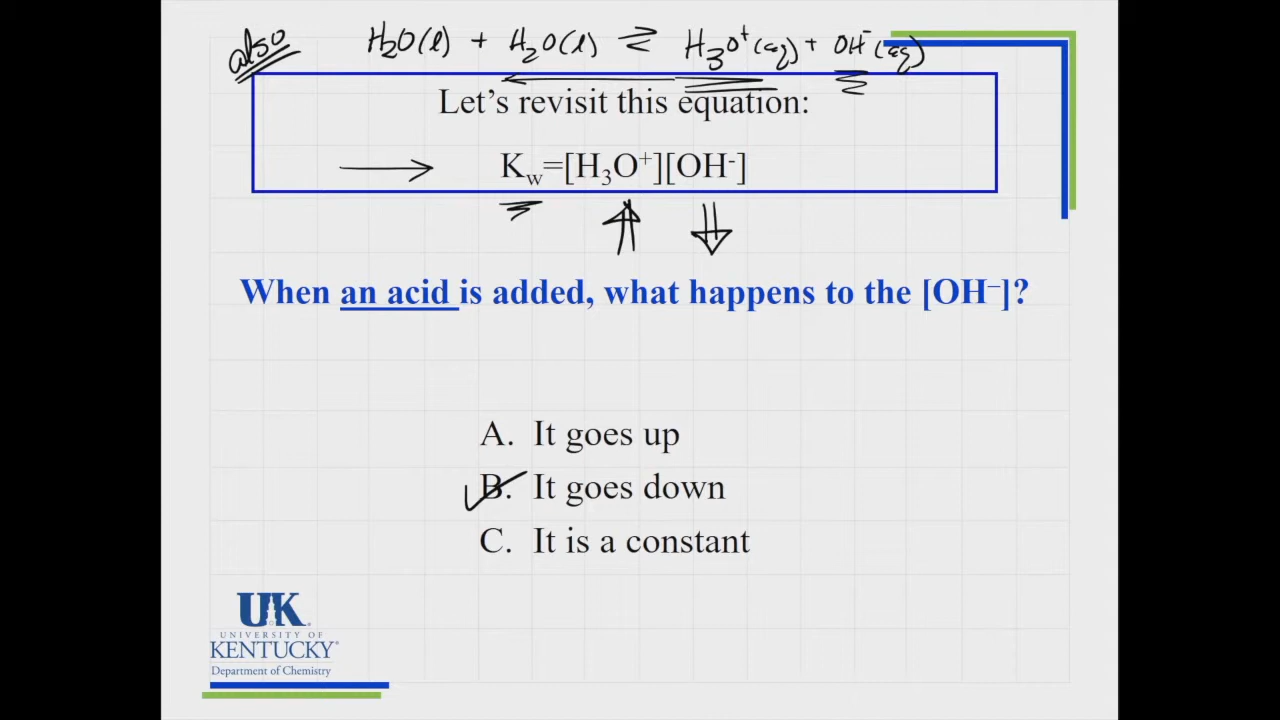 also H₂O(l) + H₂O(l) ⇌ H₃O⁺(aq) + OH⁻(aq)
Let's revisit this equation:
K_w=[H₃O⁺][OH⁻]
When an acid is added, what happens to the [OH⁻]?
A. It goes up
B. It goes down
C. It is a constant
UK
UNIVERSITY OF
KENTUCKY®
Department of Chemistry